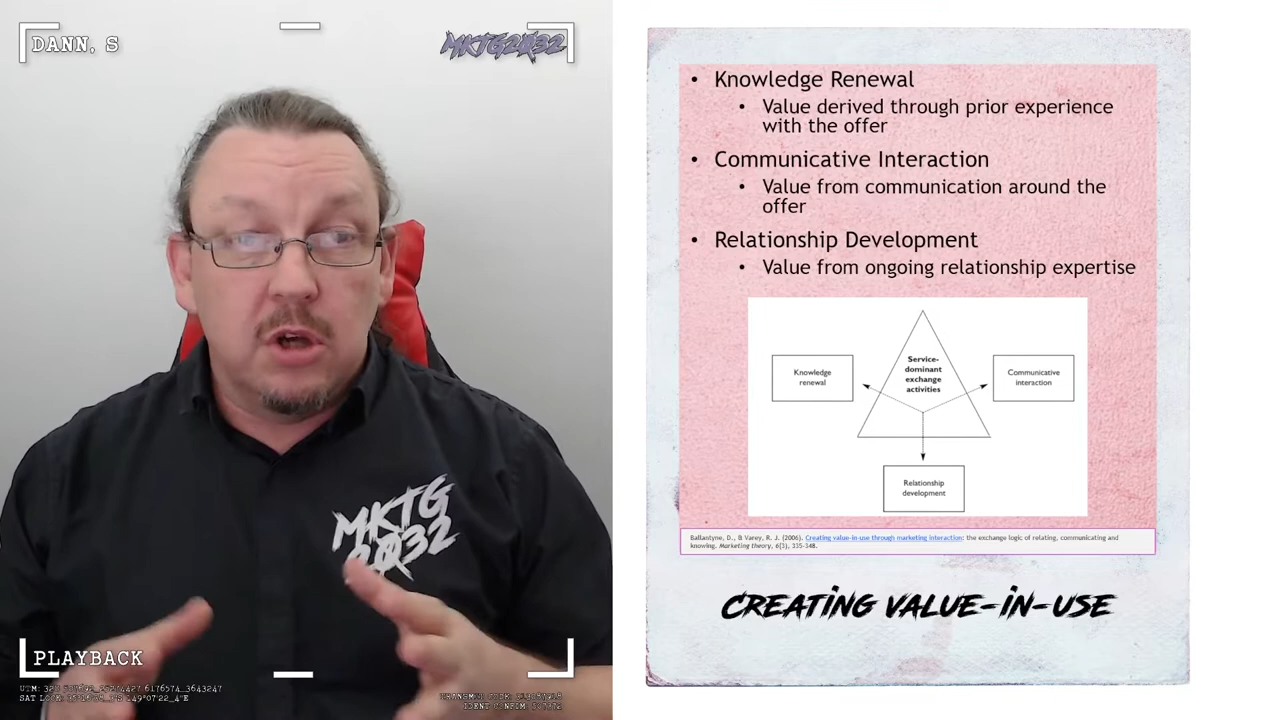 DANN, S
MKTG2032
MKTG
2032
PLAYBACK
• Knowledge Renewal
• Value derived through prior experience
with the offer
• Communicative Interaction
• Value from communication around the
offer
• Relationship Development
• Value from ongoing relationship expertise
Service-
dominant
exchange
activities
Knowledge
renewal
Communicative
interaction
Relationship
development
Ballantyne, D., & Varey, R. J. (2006). Creating value-in-use through marketing interaction: the exchange logic of relating, communicating and
knowing. Marketing theory, 6(3), 335-348.
CREATING VALUE-IN-USE